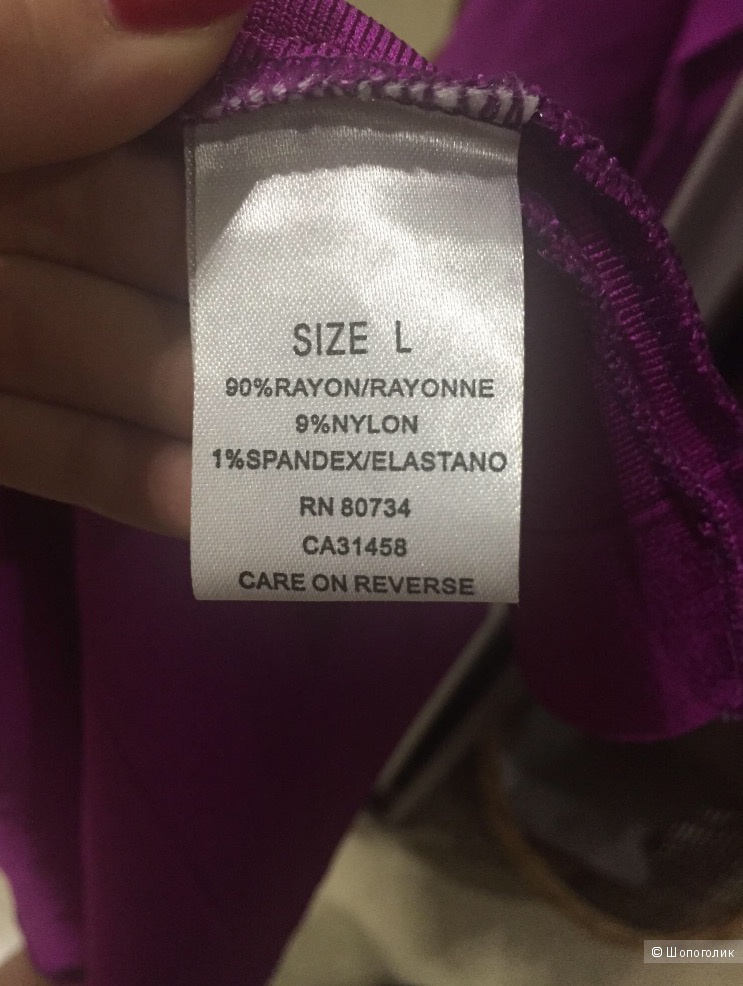 SIZE L
90%RAYON/RAYONNE
9%NYLON
1%SPANDEX/ELASTANO
RN 80734
CA31458
CARE ON REVERSE
© Шопоголик